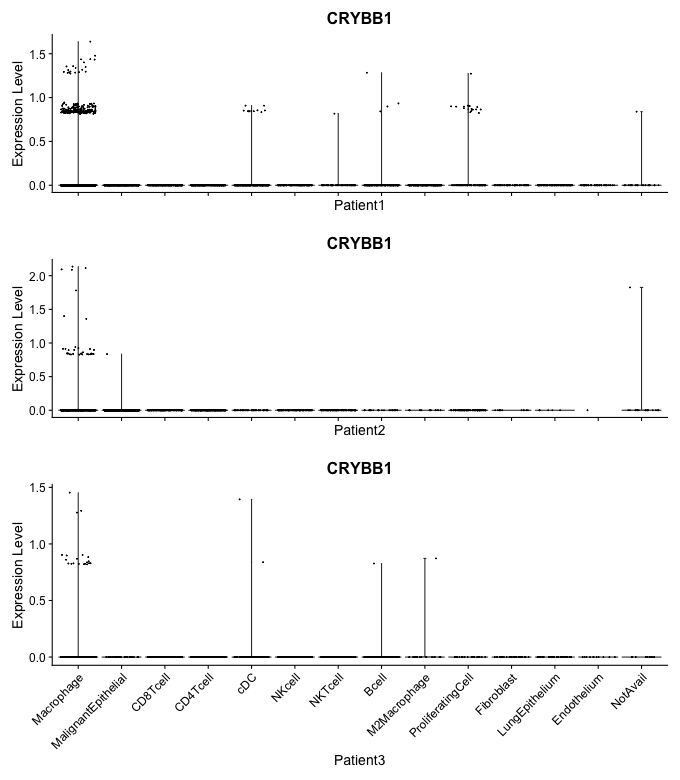 CRYBB1
Expression Level
1.5
1.0
0.5
0.0
Patient1
CRYBB1
Expression Level
2.0
1.5
1.0
0.5
0.0
Patient2
CRYBB1
Expression Level
1.5
1.0
0.5
0.0
Macrophage
MalignantEpithelial
CD8Tcell
CD4Tcell
cDC
NKcell
NKTcell
Bcell
M2Macrophage
ProliferatingCell
Fibroblast
LungEpithelium
Endothelium
NotAvail
Patient3